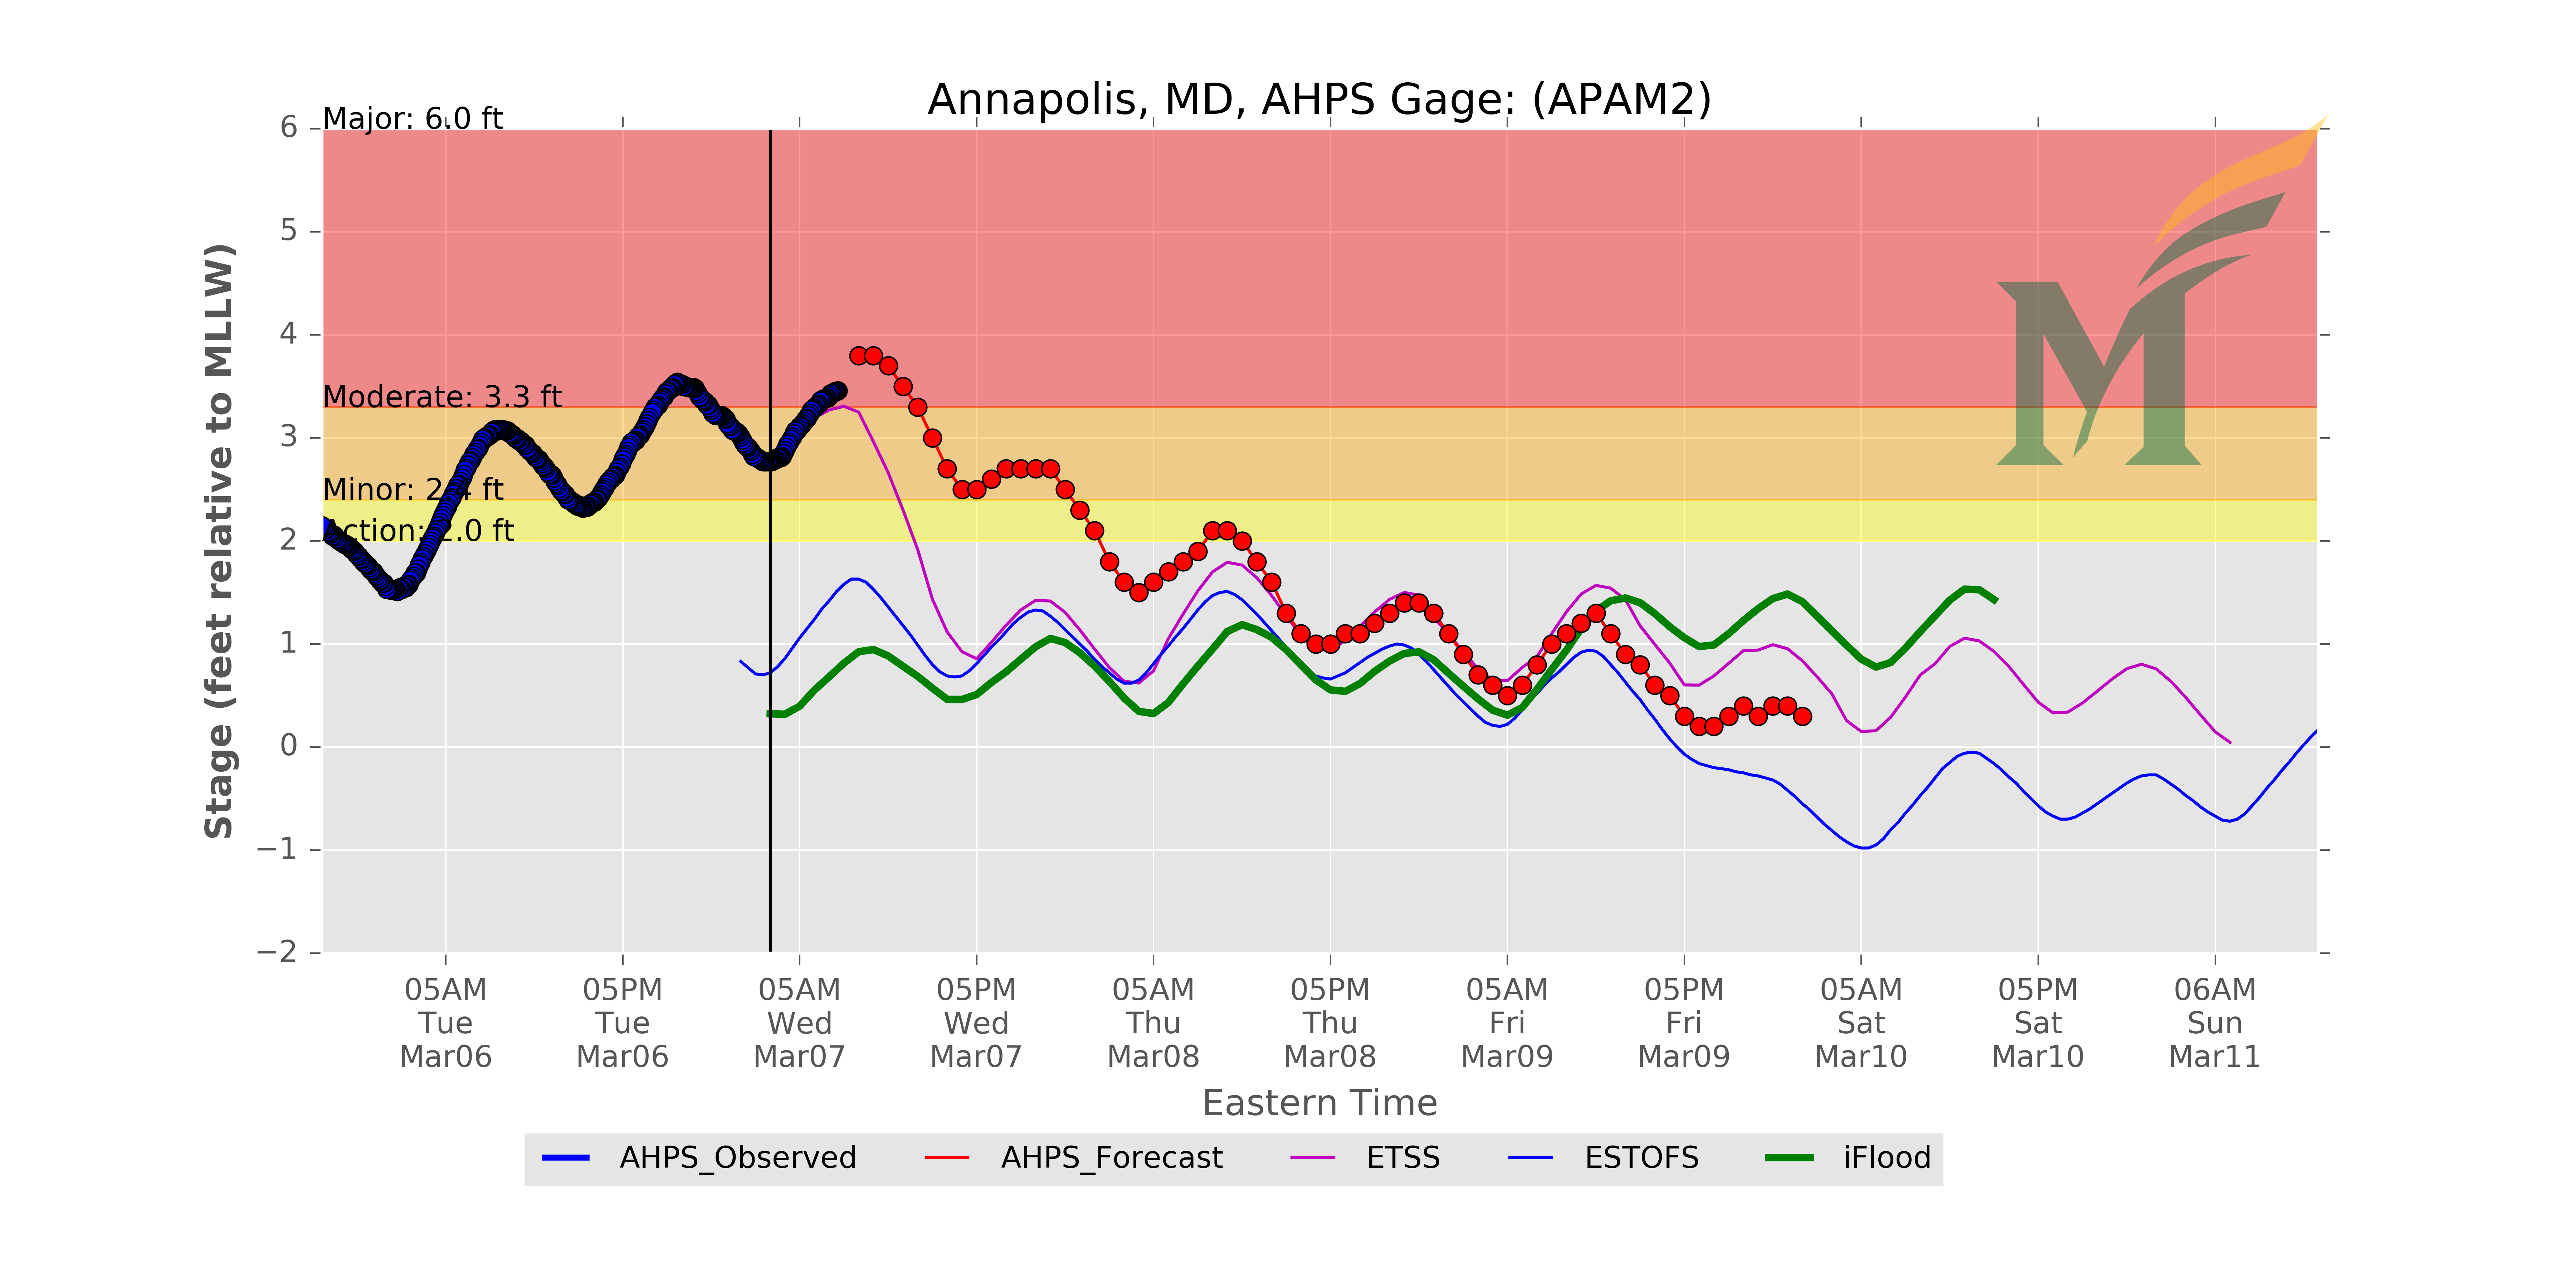 Annapolis, MD, AHPS Gage: (APAM2)
Major: 6.0 ft
Moderate: 3.3 ft
Minor: 2.4 ft
Action: 2.0 ft
Stage (feet relative to MLLW)
6
5
4
3
2
1
0
−1
−2
05AM
Tue
Mar06
05PM
Tue
Mar06
05AM
Wed
Mar07
05PM
Wed
Mar07
05AM
Thu
Mar08
05PM
Thu
Mar08
05AM
Fri
Mar09
05PM
Fri
Mar09
05AM
Sat
Mar10
05PM
Sat
Mar10
06AM
Sun
Mar11
Eastern Time
AHPS_Observed
AHPS_Forecast
ETSS
ESTOFS
iFlood
M